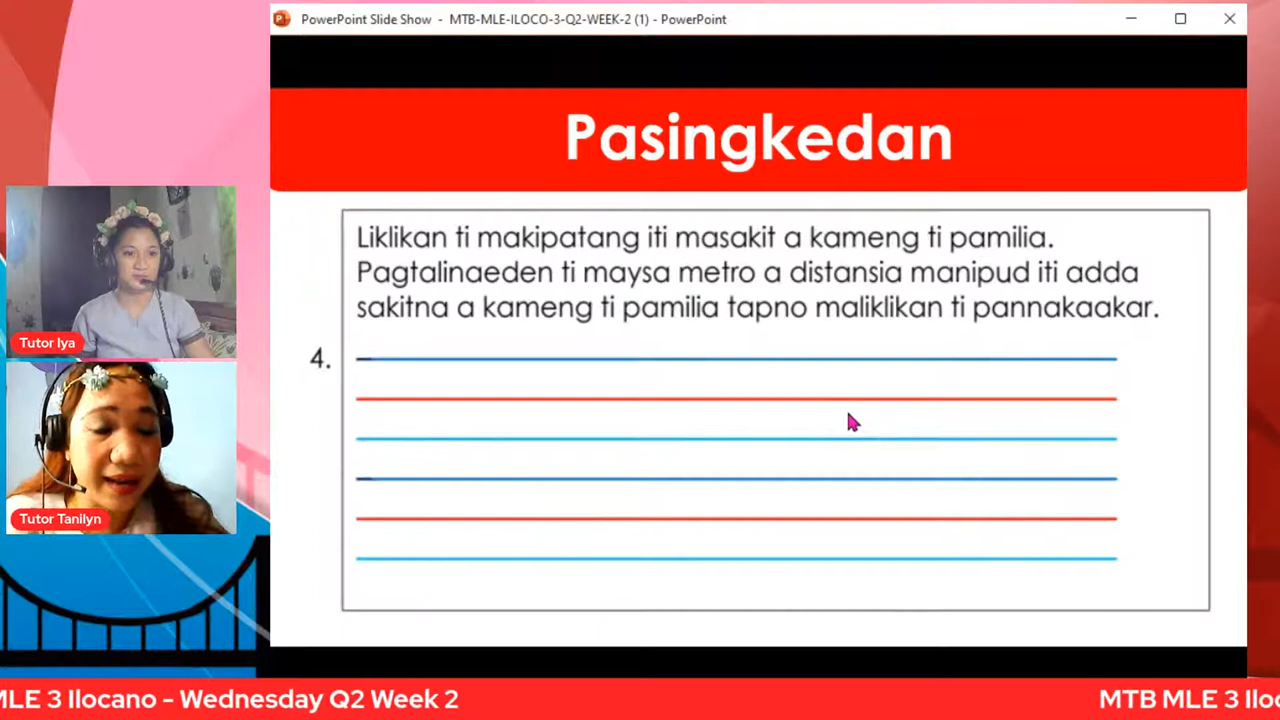 PowerPoint Slide Show - MTB-MLE-ILOCO-3-Q2-WEEK-2 (1) - PowerPoint
Pasingkedan
Liklikan ti makipatang iti masakit a kameng ti pamilia.
Pagtalinaeden ti maysa metro a distansia manipud iti adda
sakitna a kameng ti pamilia tapno maliklikan ti pannakaakar.
4.
Tutor Iya
Tutor Tanilyn
MLE 3 Ilocano - Wednesday Q2 Week 2
MTB MLE 3 Iloc